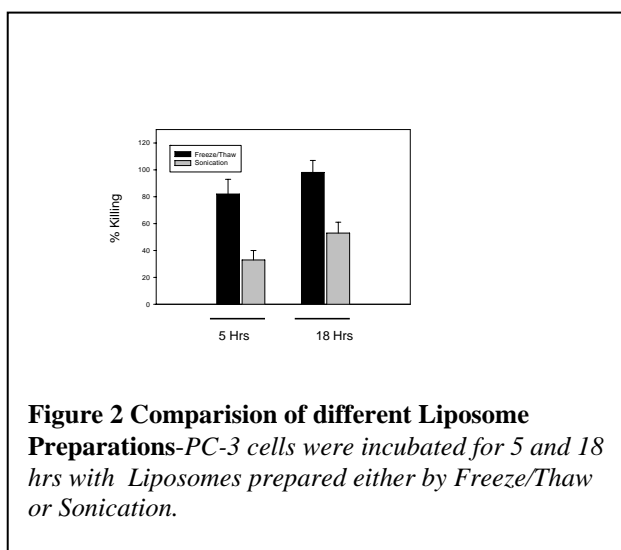 120
100
80
60
40
20
0
% Killing
Freeze/Thaw
Sonication
5 Hrs 18 Hrs
Figure 2 Comparision of different Liposome
Preparations-PC-3 cells were incubated for 5 and 18
hrs with Liposomes prepared either by Freeze/Thaw
or Sonication.